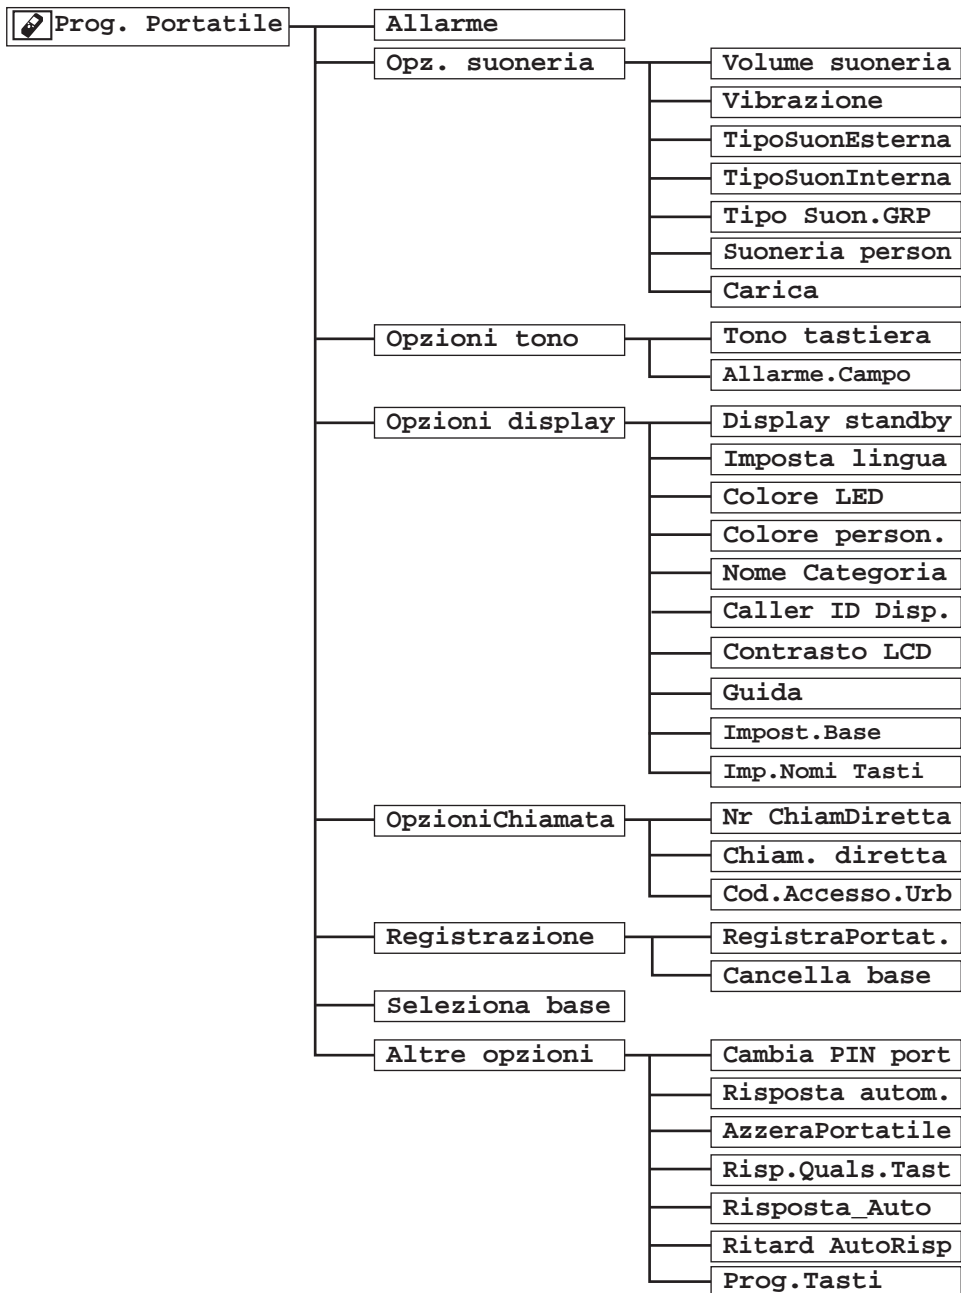 Prog. Portatile
Allarme
Opz. suoneria
Volume suoneria
Vibrazione
TipoSuonEsterna
TipoSuonInterna
Tipo Suon.GRP
Suoneria person
Carica
Opzioni tono
Tono tastiera
Allarme.Campo
Opzioni display
Display standby
Imposta lingua
Colore LED
Colore person.
Nome Categoria
Caller ID Disp.
Contrasto LCD
Guida
Impost.Base
Imp.Nomi Tasti
OpzioniChiamata
Nr ChiamDiretta
Chiam. diretta
Cod.Accesso.Urb
Registrazione
RegistraPortat.
Cancella base
Seleziona base
Altre opzioni
Cambia PIN port
Risposta autom.
AzzeraPortatile
Risp.Quals.Tast
Risposta_Auto
Ritard AutoRisp
Prog.Tasti